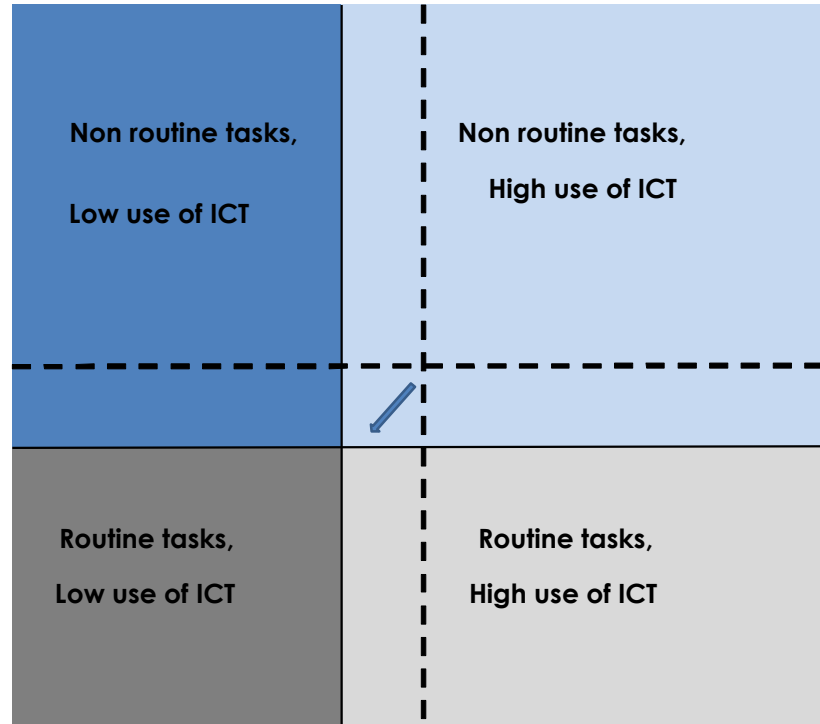 Non routine tasks,
Low use of ICT
Non routine tasks,
High use of ICT
Routine tasks,
Low use of ICT
Routine tasks,
High use of ICT